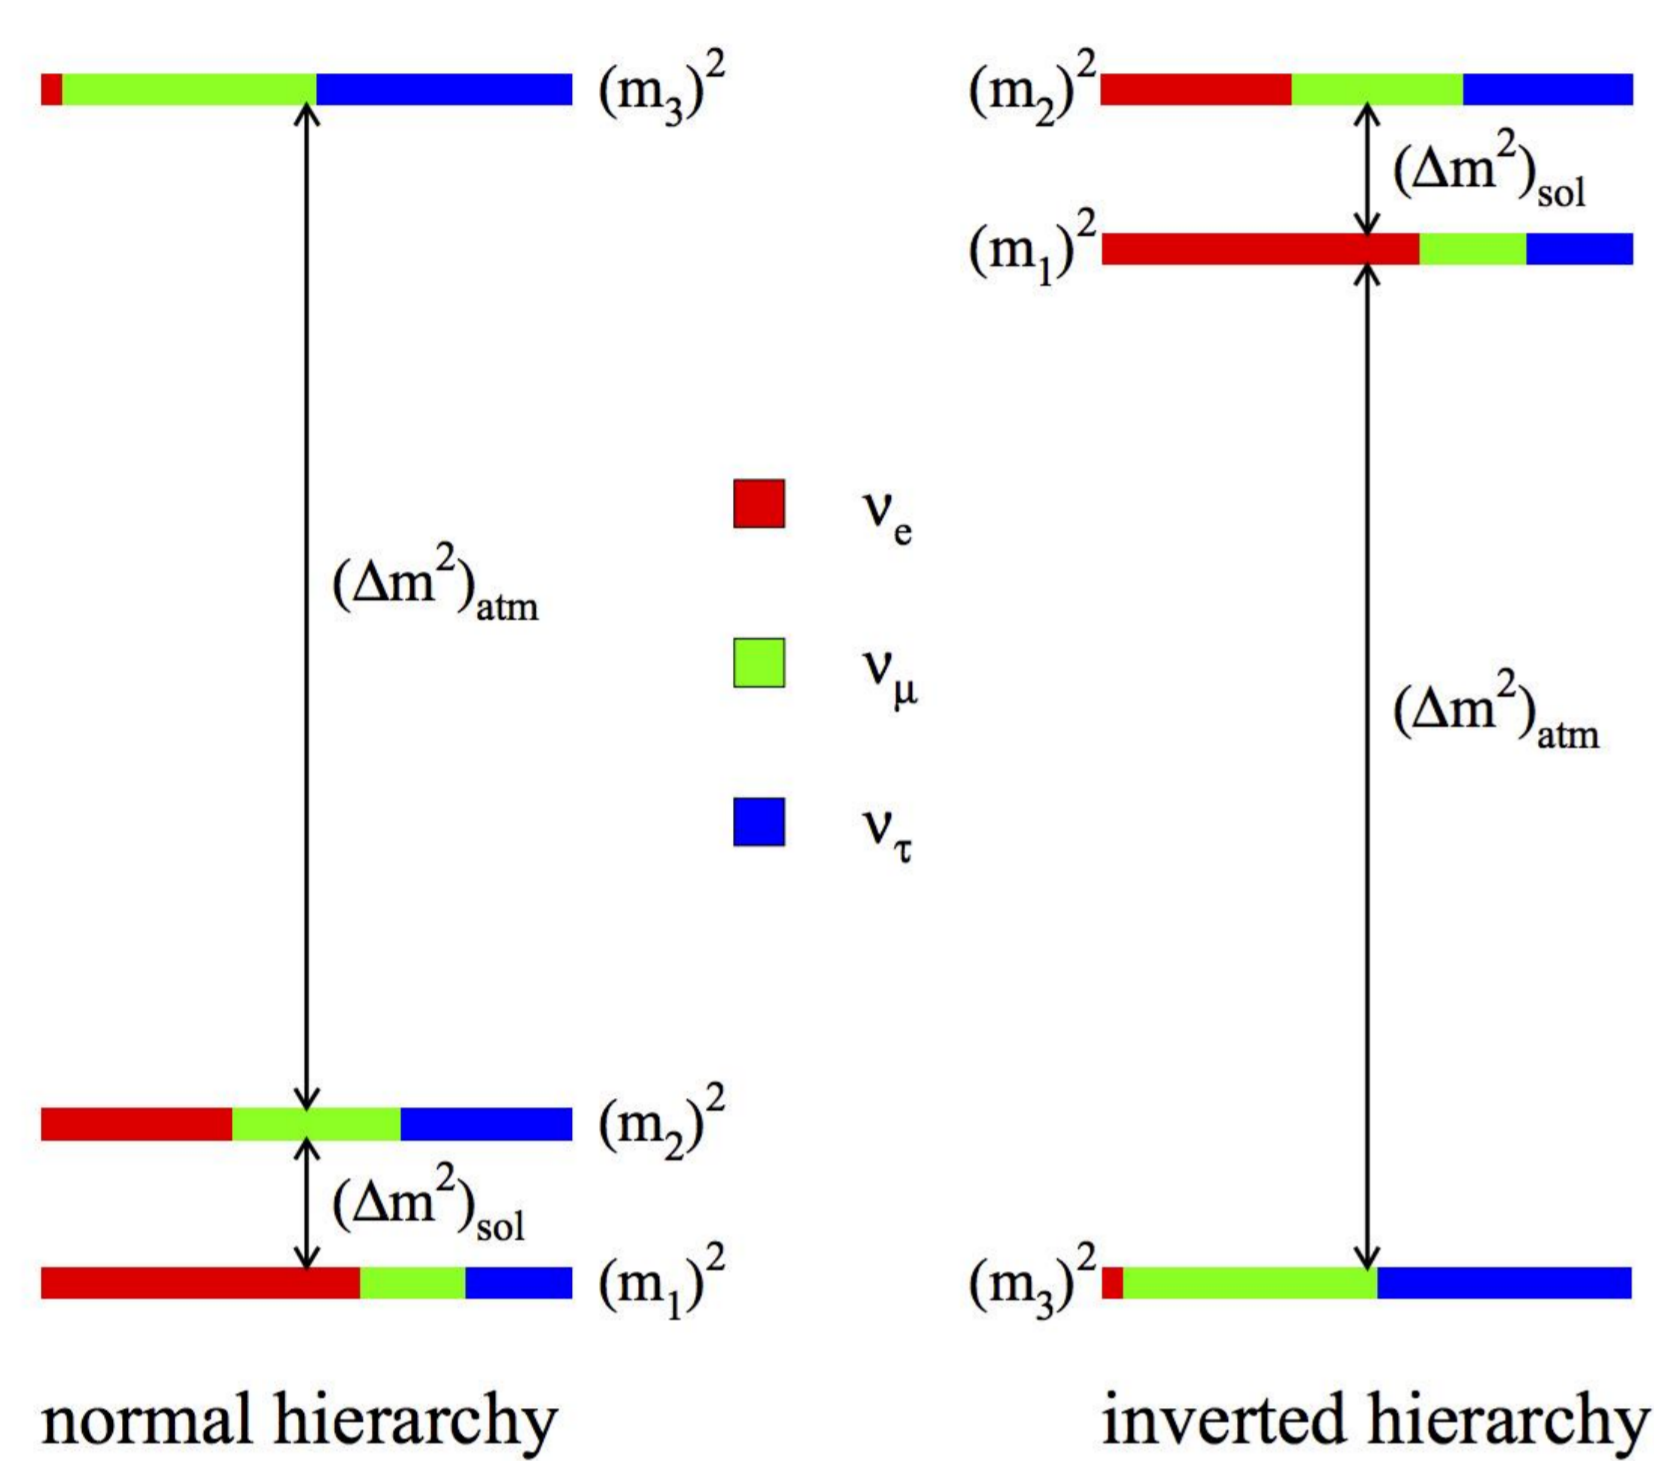 (m₃)²
(m₂)²
(Δm²)sol
(m₁)²
νe
(Δm²)atm
νμ
(Δm²)atm
ντ
(m₂)²
(Δm²)sol
(m₁)²
(m₃)²
normal hierarchy
inverted hierarchy